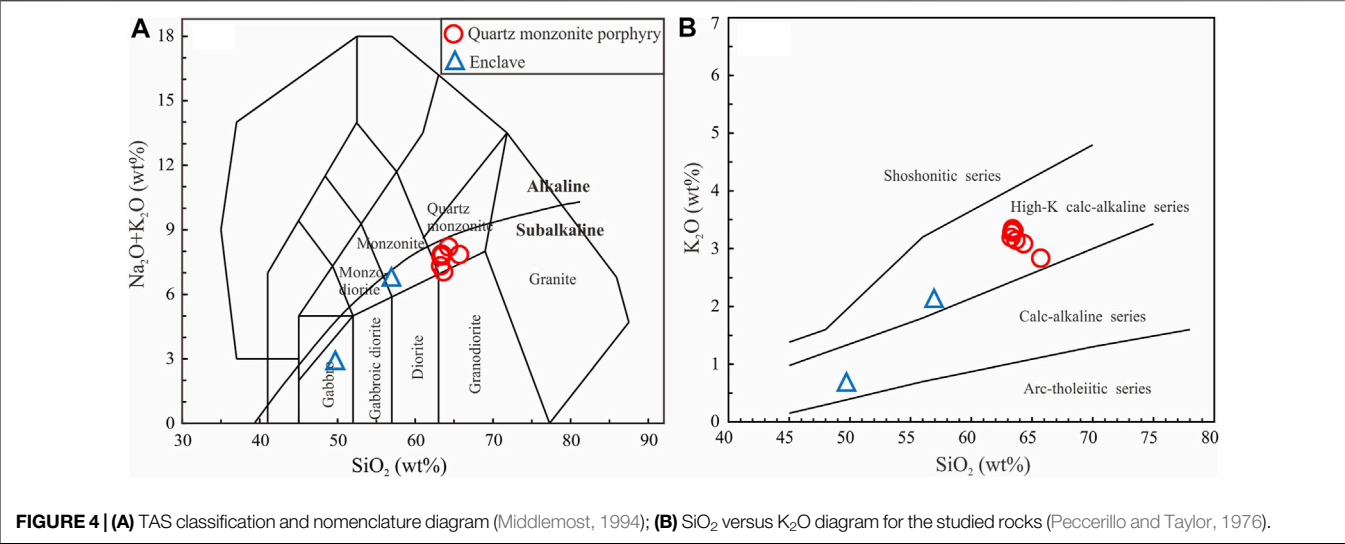 A
18
15
12
9
6
3
0
Na₂O+K₂O (wt%)
Quartz monzonite porphyry
Enclave
Alkaline
Quartz
monzonite
Subalkaline
Monzonite
Monzo-
diorite
Granite
Gabbro
Gabbroic diorite
Diorite
Granodiorite
30 40 50 60 70 80 90
SiO₂ (wt%)
B
7
6
5
4
3
2
1
0
K₂O (wt%)
Shoshonitic series
High-K calc-alkaline series
Calc-alkaline series
Arc-tholeiitic series
40 45 50 55 60 65 70 75 80
SiO₂ (wt%)
FIGURE 4 | (A) TAS classification and nomenclature diagram (Middlemost, 1994); (B) SiO₂ versus K₂O diagram for the studied rocks (Peccerillo and Taylor, 1976).